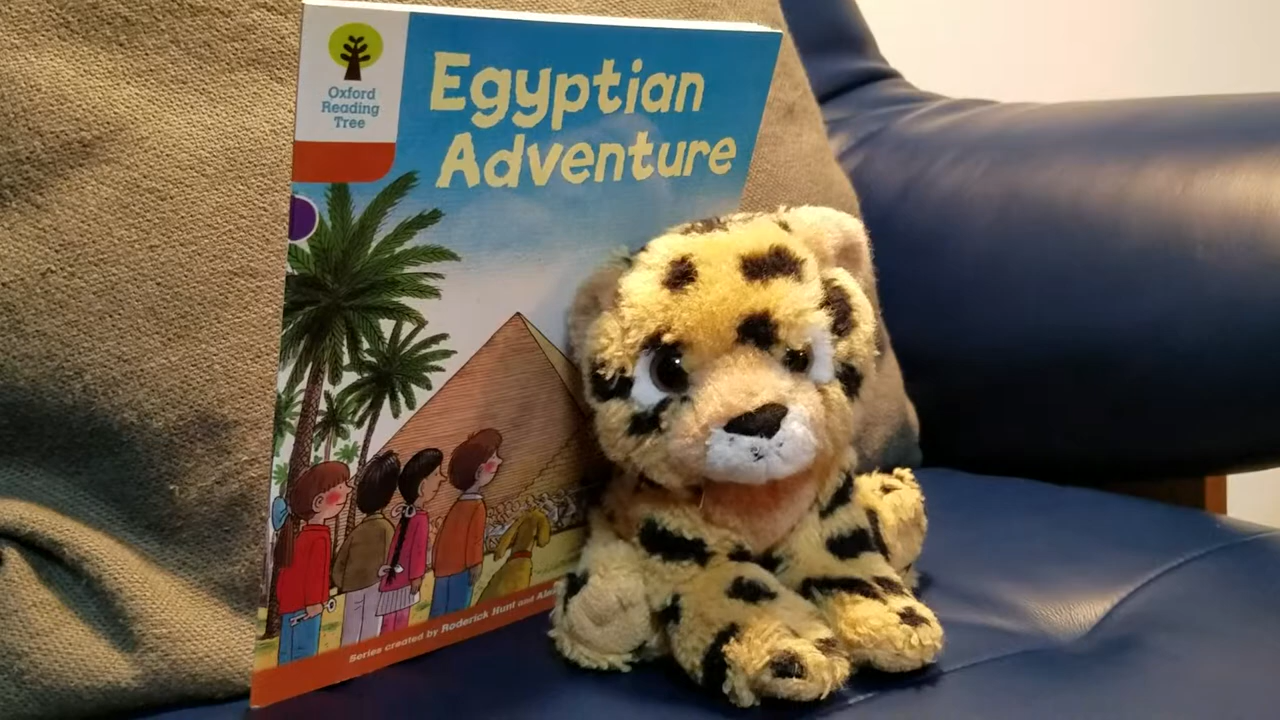 Oxford
Reading
Tree
Egyptian
Adventure
Series created by Roderick Hunt and